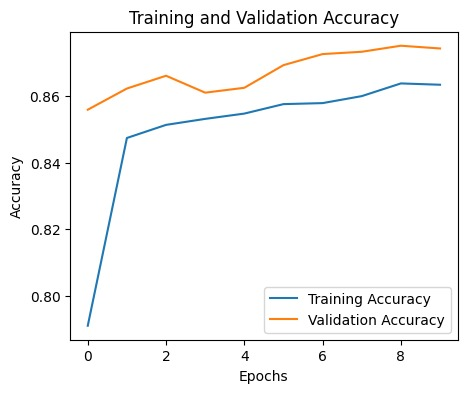 Training and Validation Accuracy
Accuracy
0.86
0.84
0.82
0.80
Training Accuracy
Validation Accuracy
0 2 4 6 8
Epochs